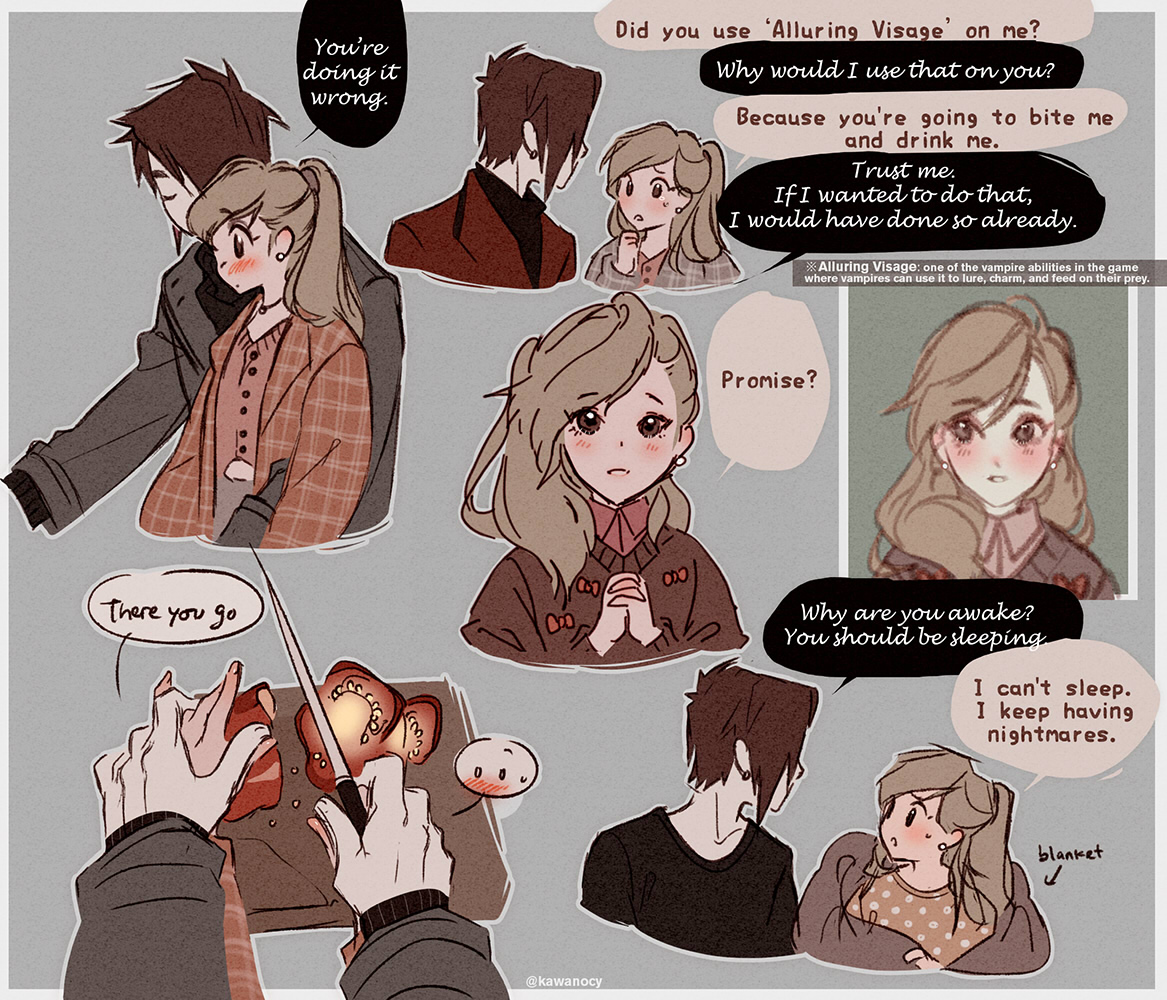 You're
doing it
wrong.
Did you use 'Alluring Visage' on me?
Why would I use that on you?
Because you're going to bite me
and drink me.
Trust me.
If I wanted to do that,
I would have done so already.
※Alluring Visage: one of the vampire abilities in the game
where vampires can use it to lure, charm, and feed on their prey.
Promise?
There you go
Why are you awake?
You should be sleeping.
I can't sleep.
I keep having
nightmares.
blanket
@kawanocy